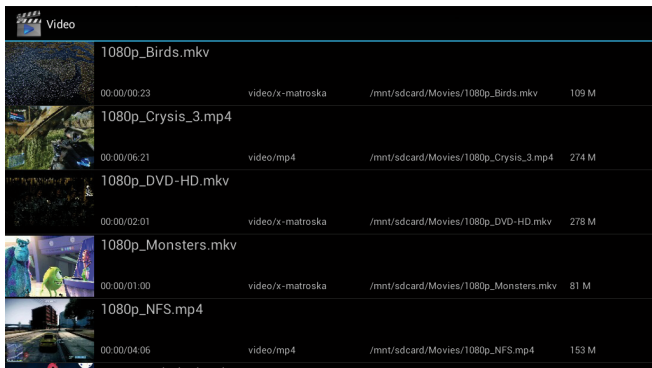 Video
1080p_Birds.mkv
00:00/00:23 video/x-matroska /mnt/sdcard/Movies/1080p_Birds.mkv 109 M
1080p_Crysis_3.mp4
00:00/06:21 video/mp4 /mnt/sdcard/Movies/1080p_Crysis_3.mp4 274 M
1080p_DVD-HD.mkv
00:00/02:01 video/x-matroska /mnt/sdcard/Movies/1080p_DVD-HD.mkv 278 M
1080p_Monsters.mkv
00:00/01:00 video/x-matroska /mnt/sdcard/Movies/1080p_Monsters.mkv 81 M
1080p_NFS.mp4
00:00/04:06 video/mp4 /mnt/sdcard/Movies/1080p_NFS.mp4 153 M